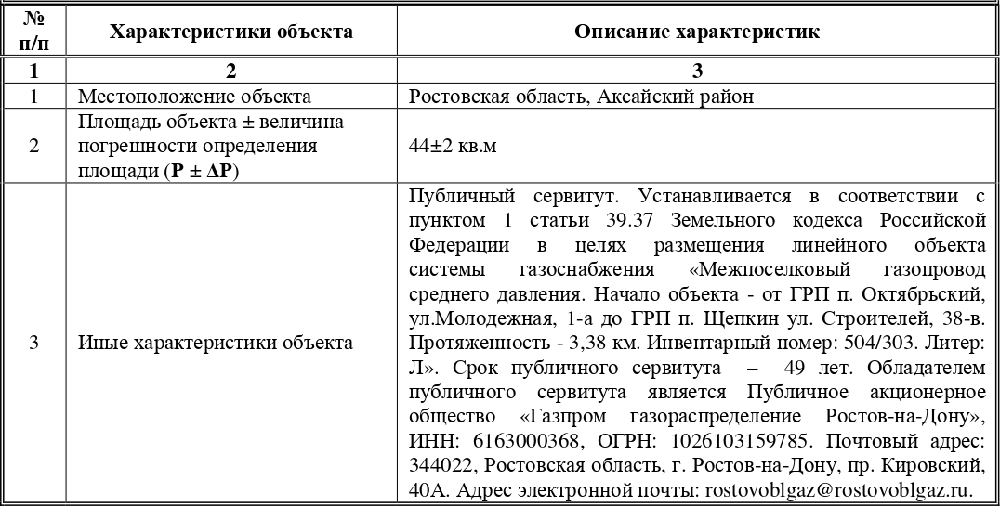 №
п/п
Характеристики объекта
Описание характеристик
1
2
3
1
Местоположение объекта
Ростовская область, Аксайский район
2
Площадь объекта ± величина
погрешности определения
площади (P ± ΔP)
44±2 кв.м
3
Иные характеристики объекта
Публичный сервитут. Устанавливается в соответствии с
пунктом 1 статьи 39.37 Земельного кодекса Российской
Федерации в целях размещения линейного объекта
системы газоснабжения «Межпоселковый газопровод
среднего давления. Начало объекта - от ГРП п. Октябрьский,
ул.Молодежная, 1-а до ГРП п. Щепкин ул. Строителей, 38-в.
Протяженность - 3,38 км. Инвентарный номер: 504/303. Литер:
Л». Срок публичного сервитута – 49 лет. Обладателем
публичного сервитута является Публичное акционерное
общество «Газпром газораспределение Ростов-на-Дону»,
ИНН: 6163000368, ОГРН: 1026103159785. Почтовый адрес:
344022, Ростовская область, г. Ростов-на-Дону, пр. Кировский,
40А. Адрес электронной почты: rostovoblgaz@rostovoblgaz.ru.